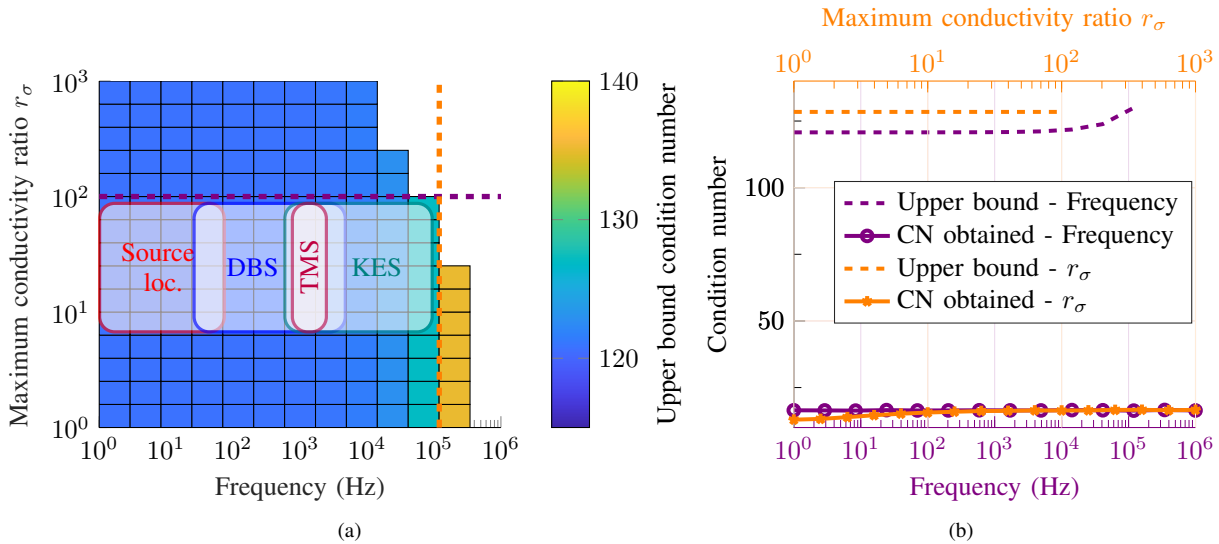 Maximum conductivity ratio r_σ
10^3
10^2
10^1
10^0
Source
loc.
DBS
TMS
KES
10^0 10^1 10^2 10^3 10^4 10^5 10^6
Frequency (Hz)
(a)
140
130
120
Upper bound condition number
Maximum conductivity ratio r_σ
10^0 10^1 10^2 10^3
Condition number
100
50
Upper bound - Frequency
CN obtained - Frequency
Upper bound - r_σ
CN obtained - r_σ
10^0 10^1 10^2 10^3 10^4 10^5 10^6
Frequency (Hz)
(b)